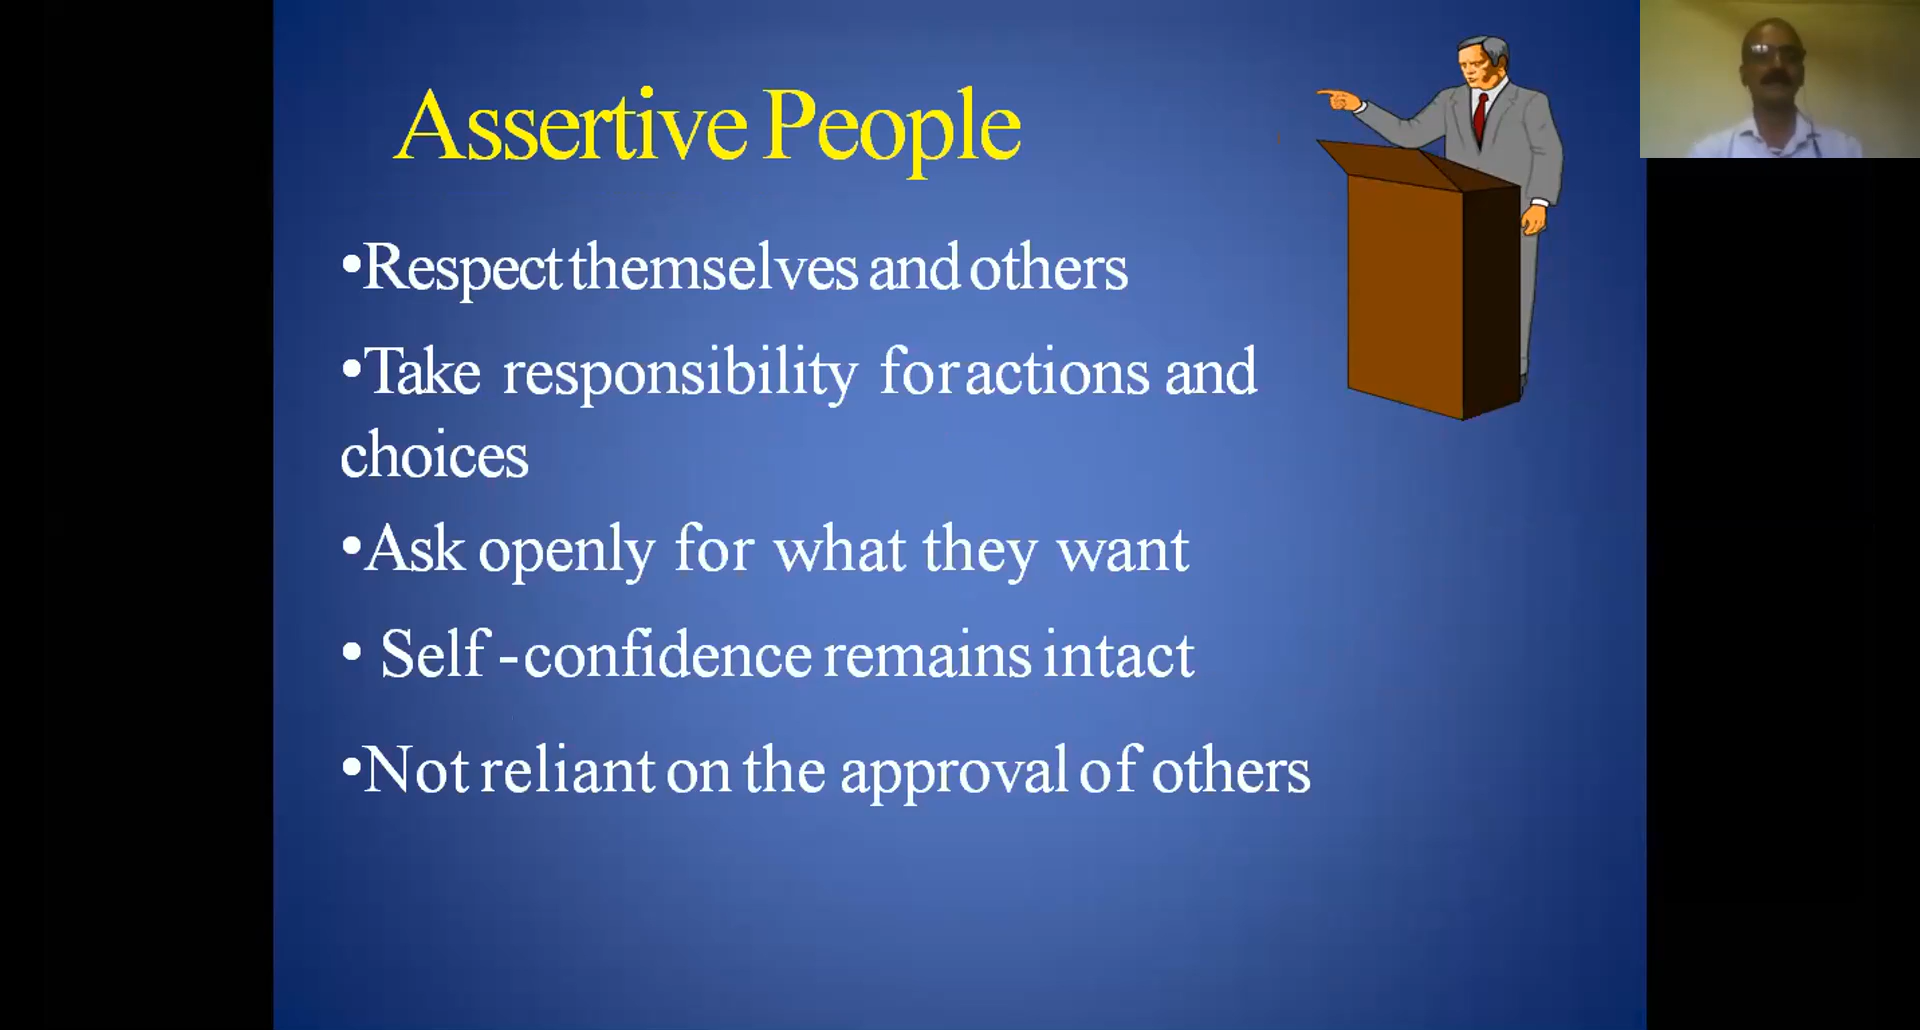 Assertive People
•Respect themselves and others
•Take responsibility for actions and
choices
•Ask openly for what they want
• Self -confidence remains intact
•Not reliant on the approval of others